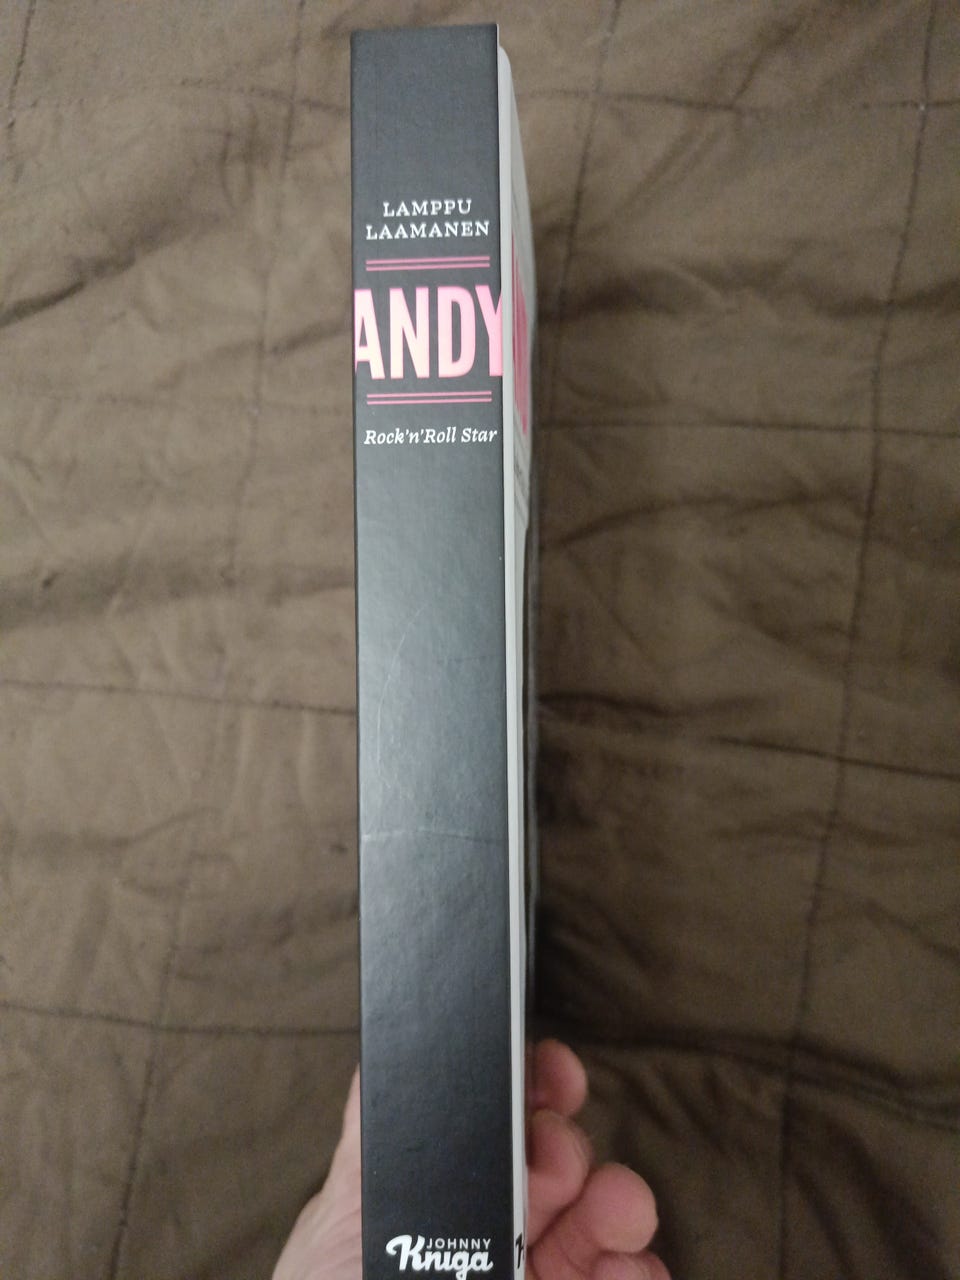 LAMPPU
LAAMANEN
ANDY
Rock'n'Roll Star
JOHNNY
Kniga